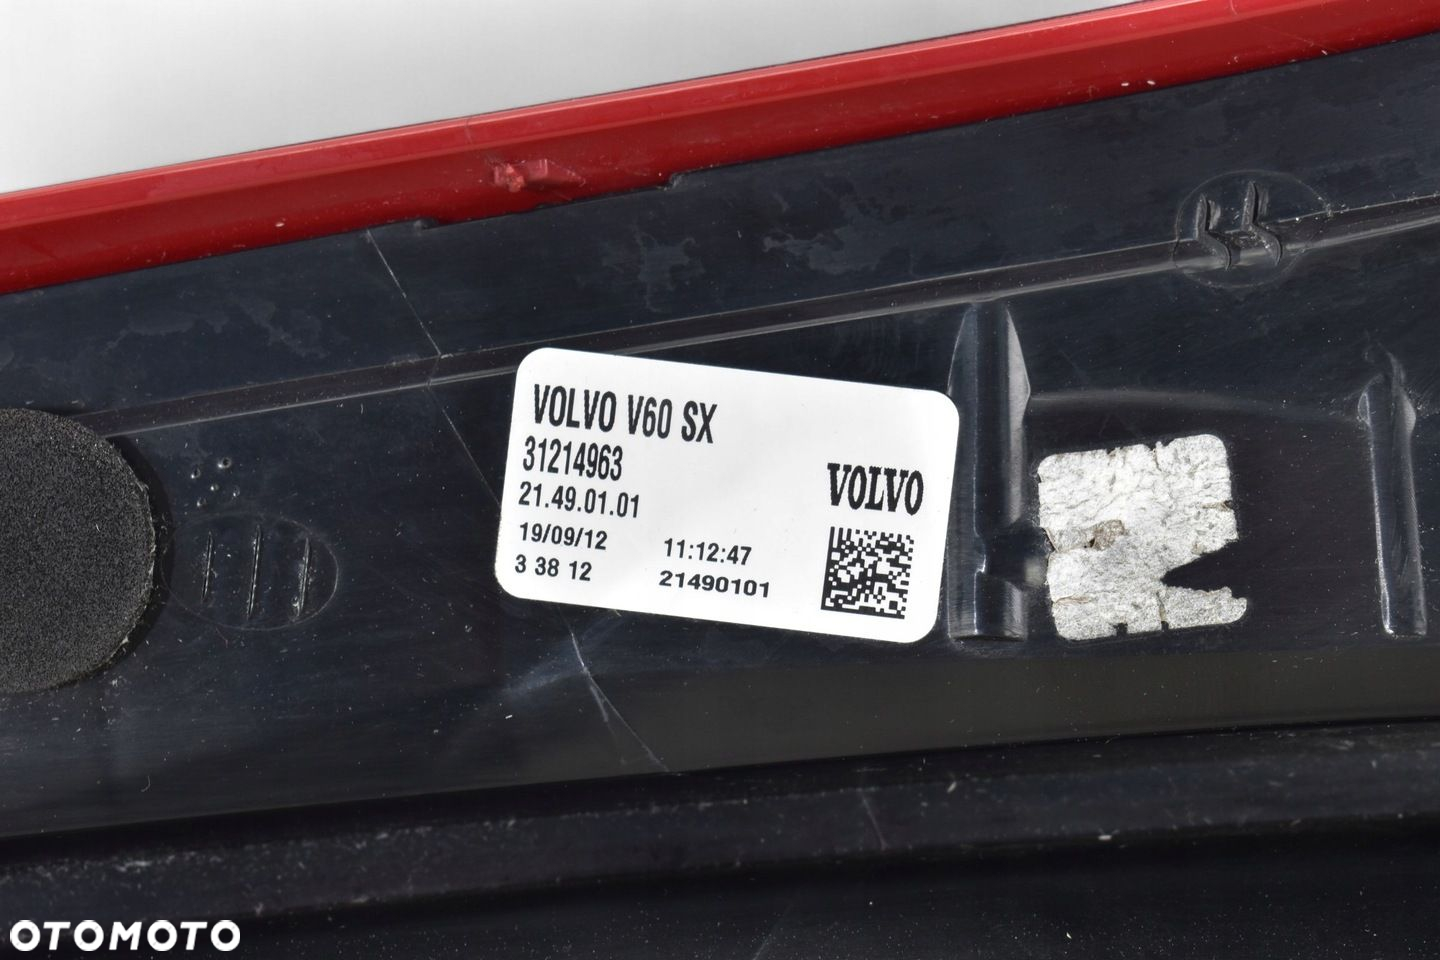 VOLVO V60 SX
31214963
21.49.01.01
19/09/12 11:12:47
3 38 12 21490101
VOLVO
OTOMOTO